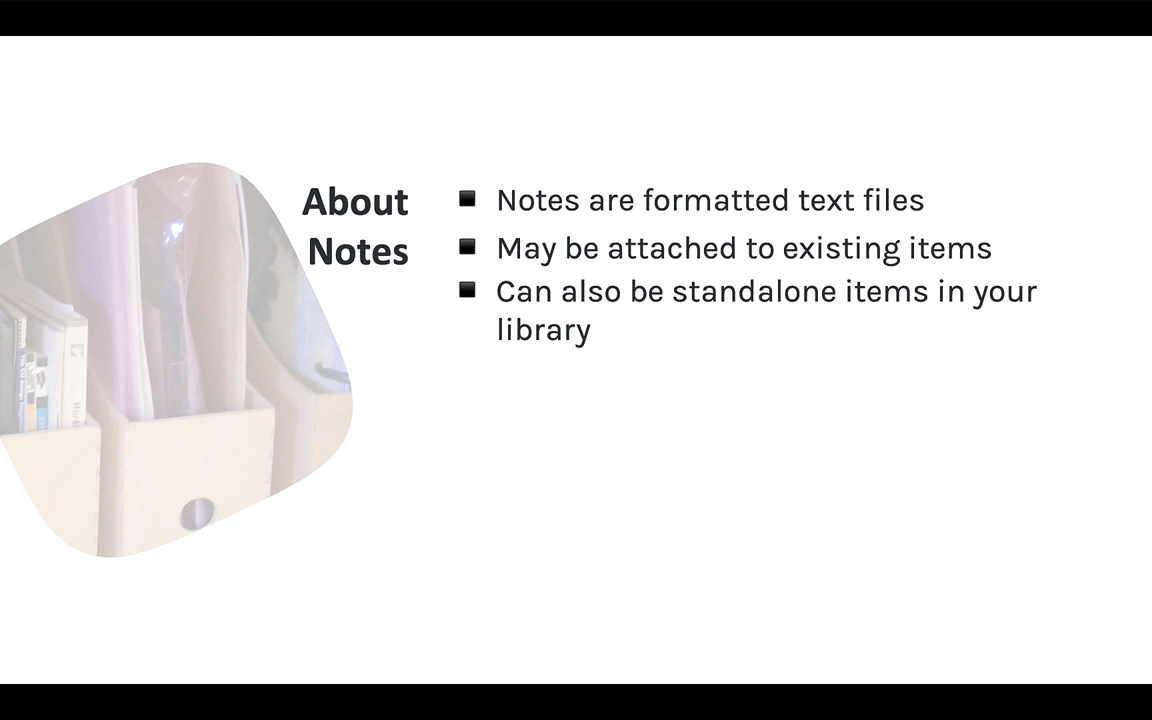 About
Notes
Notes are formatted text files
May be attached to existing items
Can also be standalone items in your
library